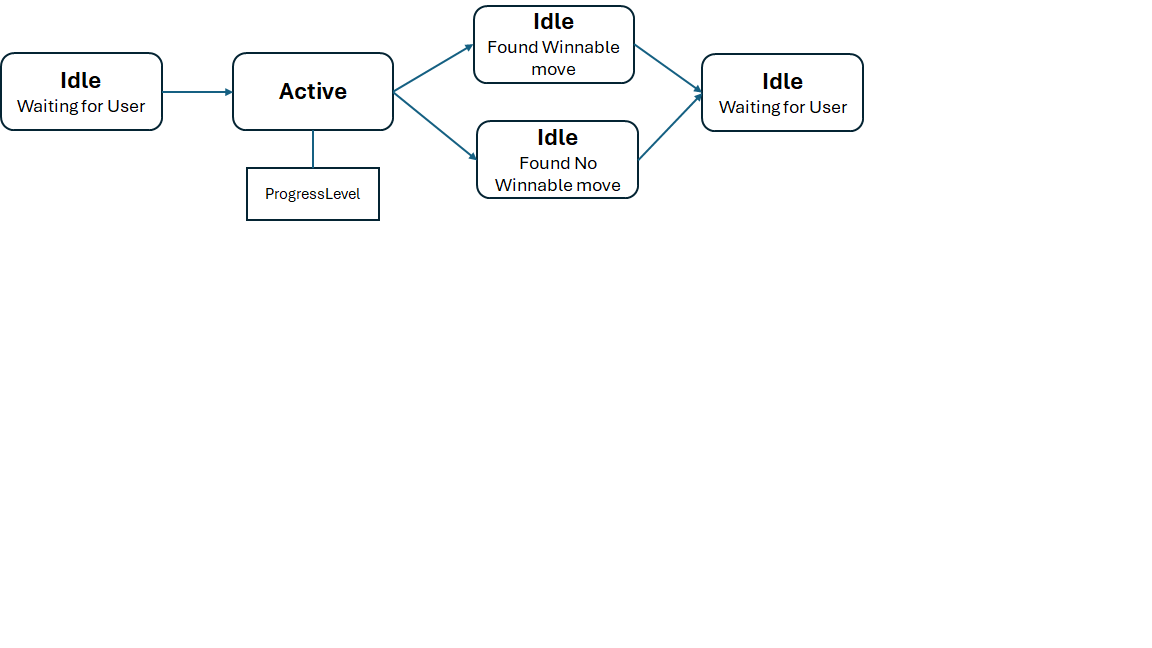 Idle
Waiting for User
Active
ProgressLevel
Idle
Found Winnable
move
Idle
Found No
Winnable move
Idle
Waiting for User